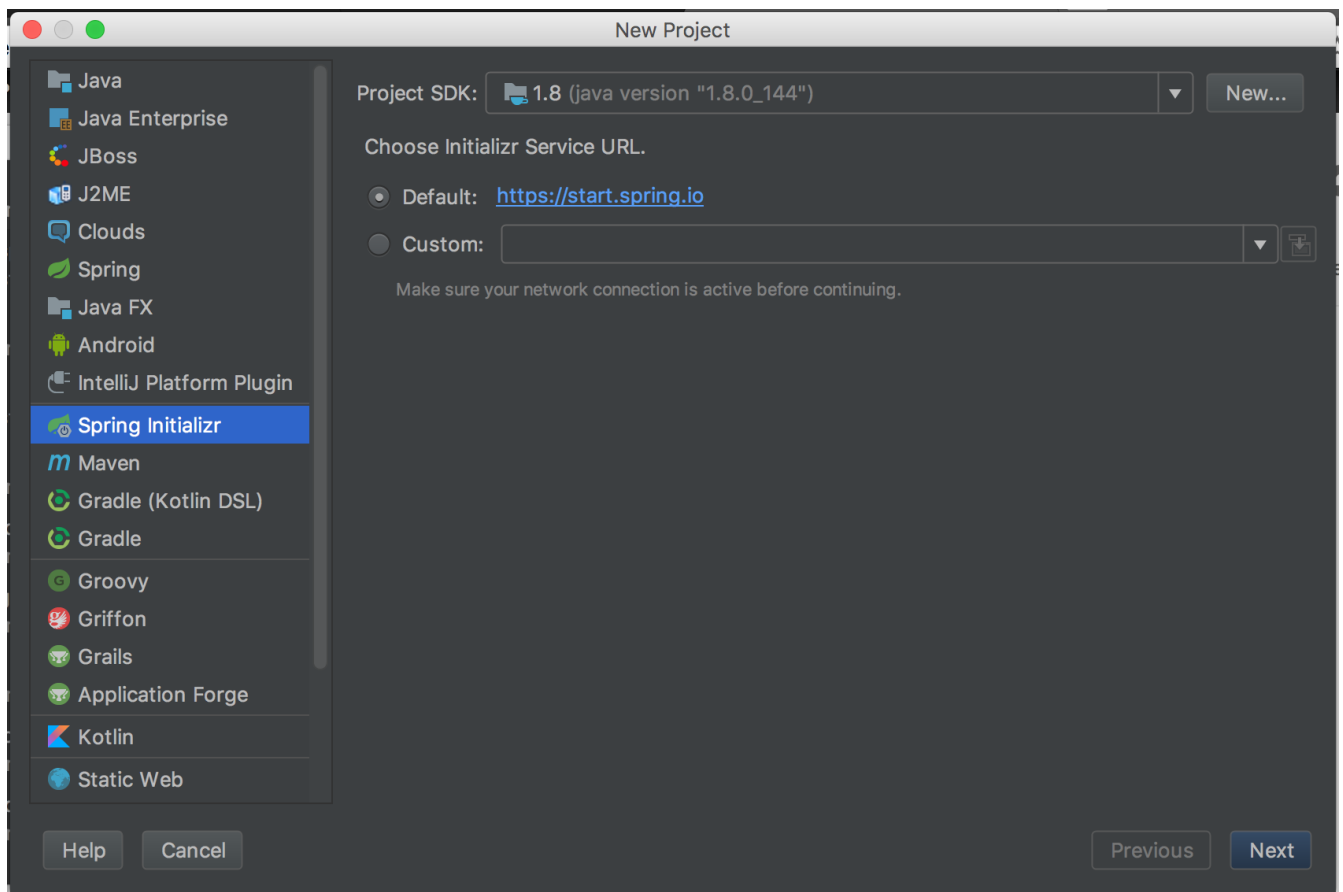 New Project
Java
Java Enterprise
JBoss
J2ME
Clouds
Spring
Java FX
Android
IntelliJ Platform Plugin
Spring Initializr
Maven
Gradle (Kotlin DSL)
Gradle
Groovy
Griffon
Grails
Application Forge
Kotlin
Static Web
Project SDK: 1.8 (java version "1.8.0_144") New...
Choose Initializr Service URL.
Default: https://start.spring.io
Custom:
Make sure your network connection is active before continuing.
Help Cancel Previous Next